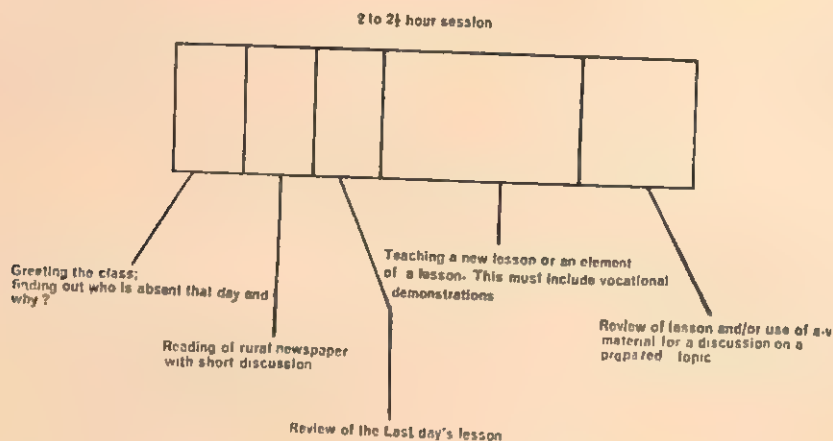 2 to 2½ hour session
Greeting the class;
finding out who is absent that day and
why ?
Reading of rural newspaper
with short discussion
Review of the Last day's lesson
Teaching a new lesson or an element
of a lesson. This must include vocational
demonstrations
Review of lesson and/or use of a-v
material for a discussion on a
prepared topic